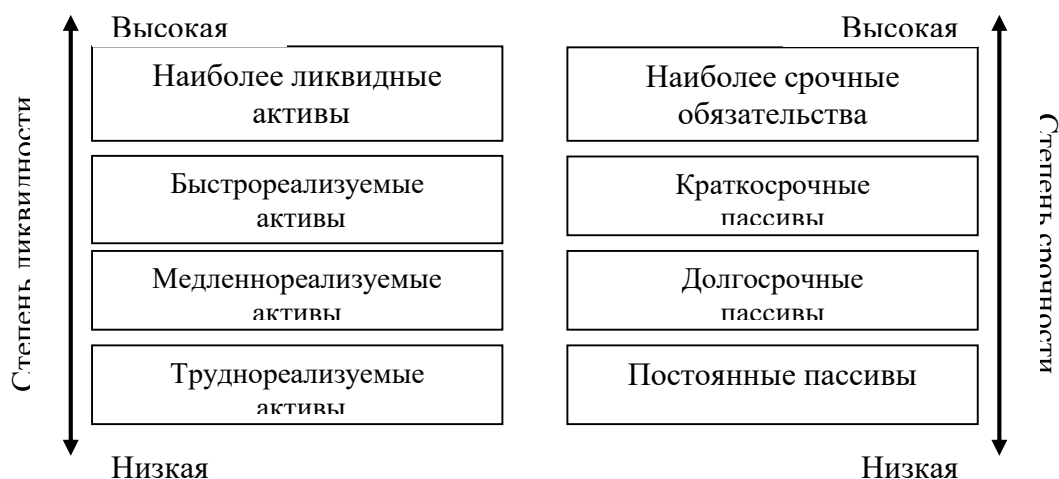 Высокая
Наиболее ликвидные
активы
Быстрореализуемые
активы
Медленнореализуемые
активы
Труднореализуемые
активы
Низкая
Степень ликвидности
Высокая
Наиболее срочные
обязательства
Краткосрочные
пассивы
Долгосрочные
пассивы
Постоянные пассивы
Низкая
Степень срочности